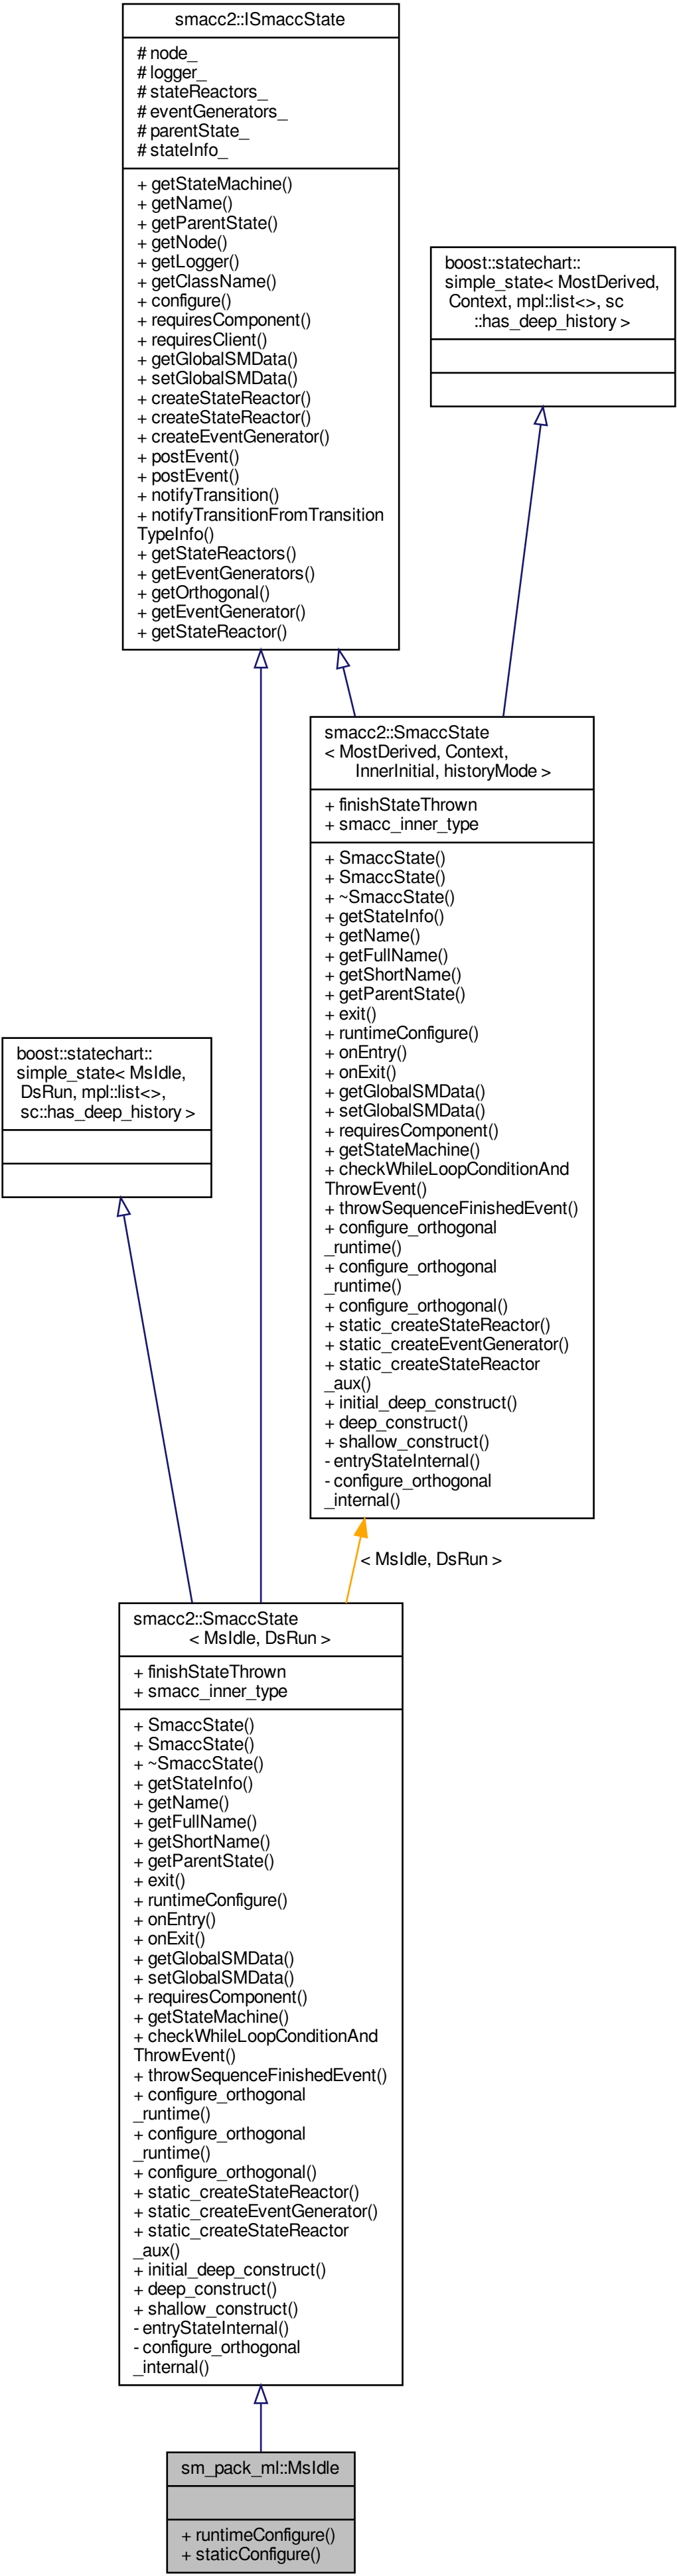 smacc2::ISmaccState
# node_
# logger_
# stateReactors_
# eventGenerators_
# parentState_
# stateInfo_
+ getStateMachine()
+ getName()
+ getParentState()
+ getNode()
+ getLogger()
+ getClassName()
+ configure()
+ requiresComponent()
+ requiresClient()
+ getGlobalSMData()
+ setGlobalSMData()
+ createStateReactor()
+ createStateReactor()
+ createEventGenerator()
+ postEvent()
+ postEvent()
+ notifyTransition()
+ notifyTransitionFromTransition
TypeInfo()
+ getStateReactors()
+ getEventGenerators()
+ getOrthogonal()
+ getEventGenerator()
+ getStateReactor()
boost::statechart::
simple_state< MostDerived,
Context, mpl::list<>, sc
::has_deep_history >
smacc2::SmaccState
< MostDerived, Context,
InnerInitial, historyMode >
+ finishStateThrown
+ smacc_inner_type
+ SmaccState()
+ SmaccState()
+ ~SmaccState()
+ getStateInfo()
+ getName()
+ getFullName()
+ getShortName()
+ getParentState()
+ exit()
+ runtimeConfigure()
+ onEntry()
+ onExit()
+ getGlobalSMData()
+ setGlobalSMData()
+ requiresComponent()
+ getStateMachine()
+ checkWhileLoopConditionAnd
ThrowEvent()
+ throwSequenceFinishedEvent()
+ configure_orthogonal
_runtime()
+ configure_orthogonal
_runtime()
+ configure_orthogonal()
+ static_createStateReactor()
+ static_createEventGenerator()
+ static_createStateReactor
_aux()
+ initial_deep_construct()
+ deep_construct()
+ shallow_construct()
- entryStateInternal()
- configure_orthogonal
_internal()
boost::statechart::
simple_state< MsIdle,
DsRun, mpl::list<>,
sc::has_deep_history >
< MsIdle, DsRun >
smacc2::SmaccState
< MsIdle, DsRun >
+ finishStateThrown
+ smacc_inner_type
+ SmaccState()
+ SmaccState()
+ ~SmaccState()
+ getStateInfo()
+ getName()
+ getFullName()
+ getShortName()
+ getParentState()
+ exit()
+ runtimeConfigure()
+ onEntry()
+ onExit()
+ getGlobalSMData()
+ setGlobalSMData()
+ requiresComponent()
+ getStateMachine()
+ checkWhileLoopConditionAnd
ThrowEvent()
+ throwSequenceFinishedEvent()
+ configure_orthogonal
_runtime()
+ configure_orthogonal
_runtime()
+ configure_orthogonal()
+ static_createStateReactor()
+ static_createEventGenerator()
+ static_createStateReactor
_aux()
+ initial_deep_construct()
+ deep_construct()
+ shallow_construct()
- entryStateInternal()
- configure_orthogonal
_internal()
sm_pack_ml::MsIdle
+ runtimeConfigure()
+ staticConfigure()